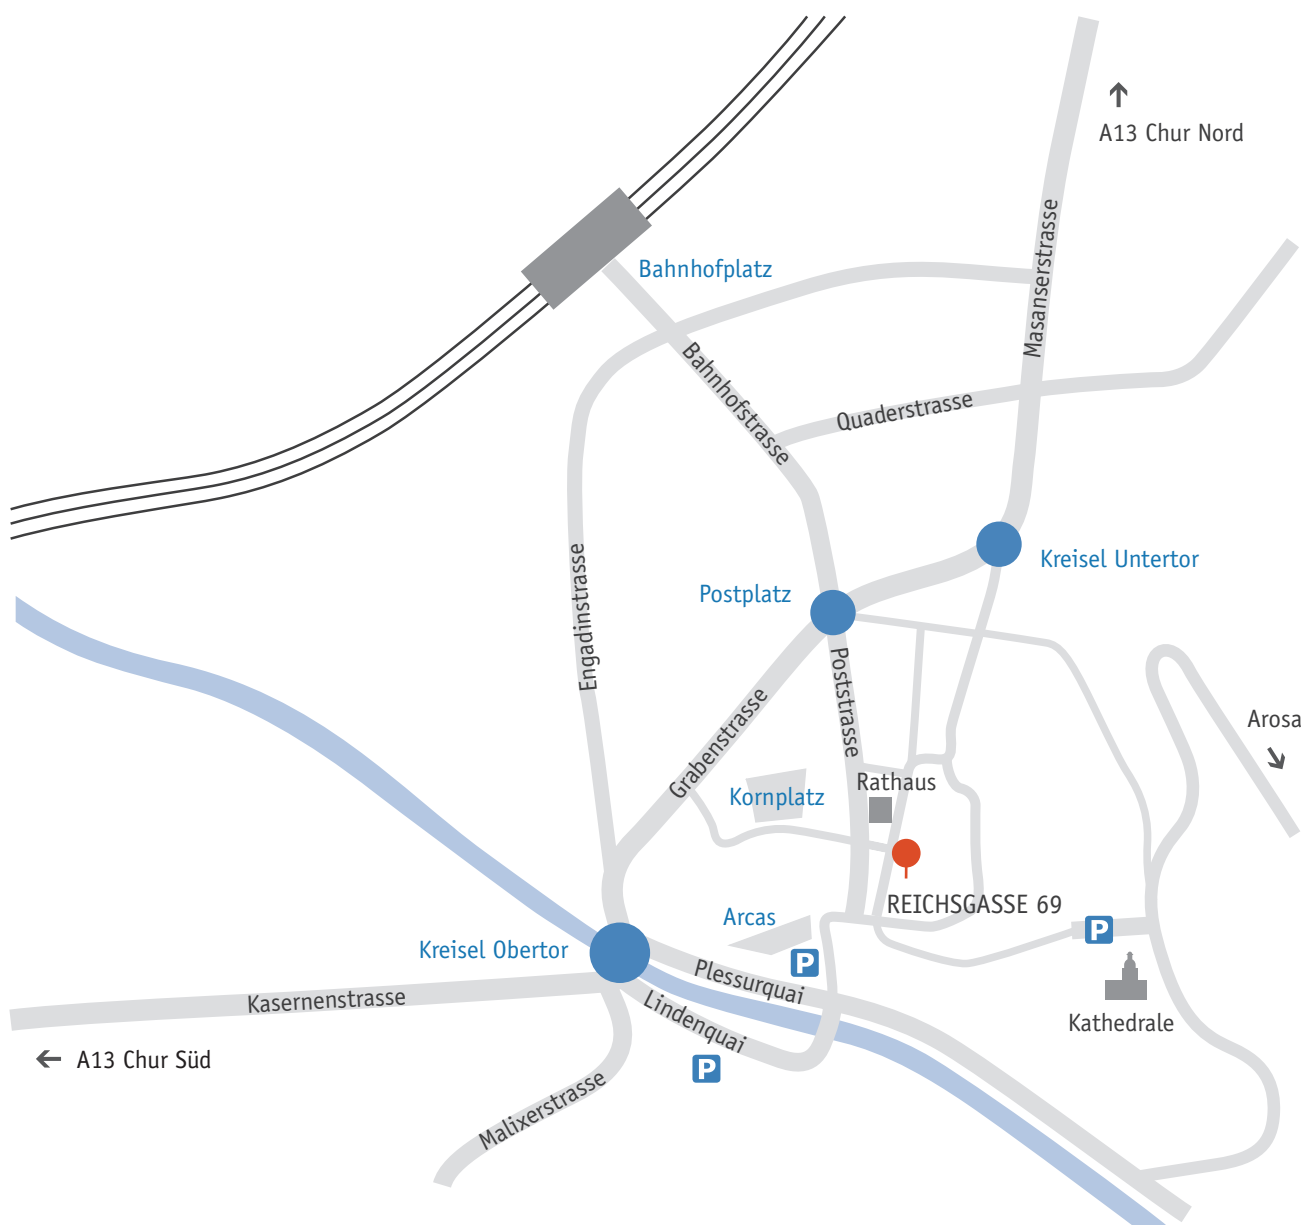 A13 Chur Nord
Masanserstrasse
Bahnhofplatz
Bahnhofstrasse
Quaderstrasse
Kreisel Untertor
Engadinstrasse
Postplatz
Poststrasse
Grabenstrasse
Arosa
Kornplatz
Rathaus
REICHSGASSE 69
Arcas
P
P
Kreisel Obertor
Plessurquai
Kasernenstrasse
Lindenquai
Kathedrale
A13 Chur Süd
P
Malixerstrasse